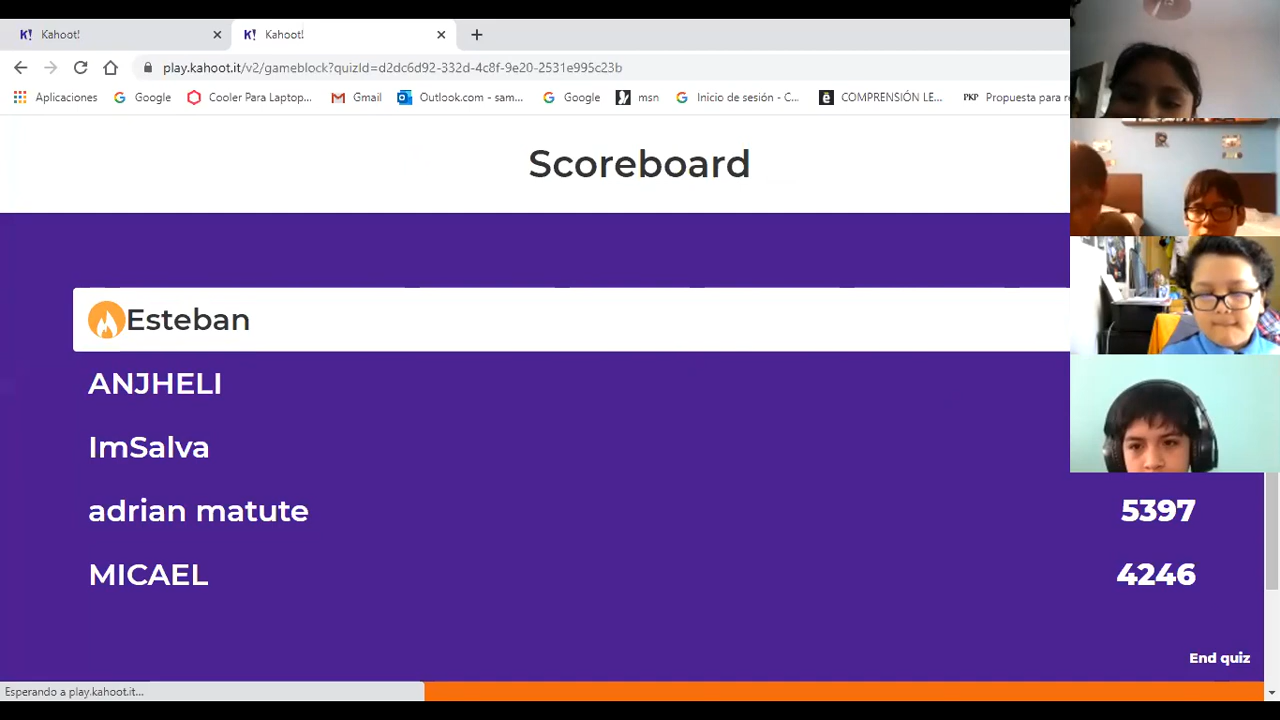 K! Kahoot! K! Kahoot!
play.kahoot.it/v2/gameblock?quizId=d2dc6d92-332d-4c8f-9e20-2531e995c23b
Aplicaciones Google Cooler Para Laptop... Gmail Outlook.com - sam... Google msn Inicio de sesión - C... COMPRENSIÓN LE... PKP Propuesta para re
Scoreboard
Esteban
ANJHELI
ImSalva
adrian matute 5397
MICAEL 4246
End quiz
Esperando a play.kahoot.it...